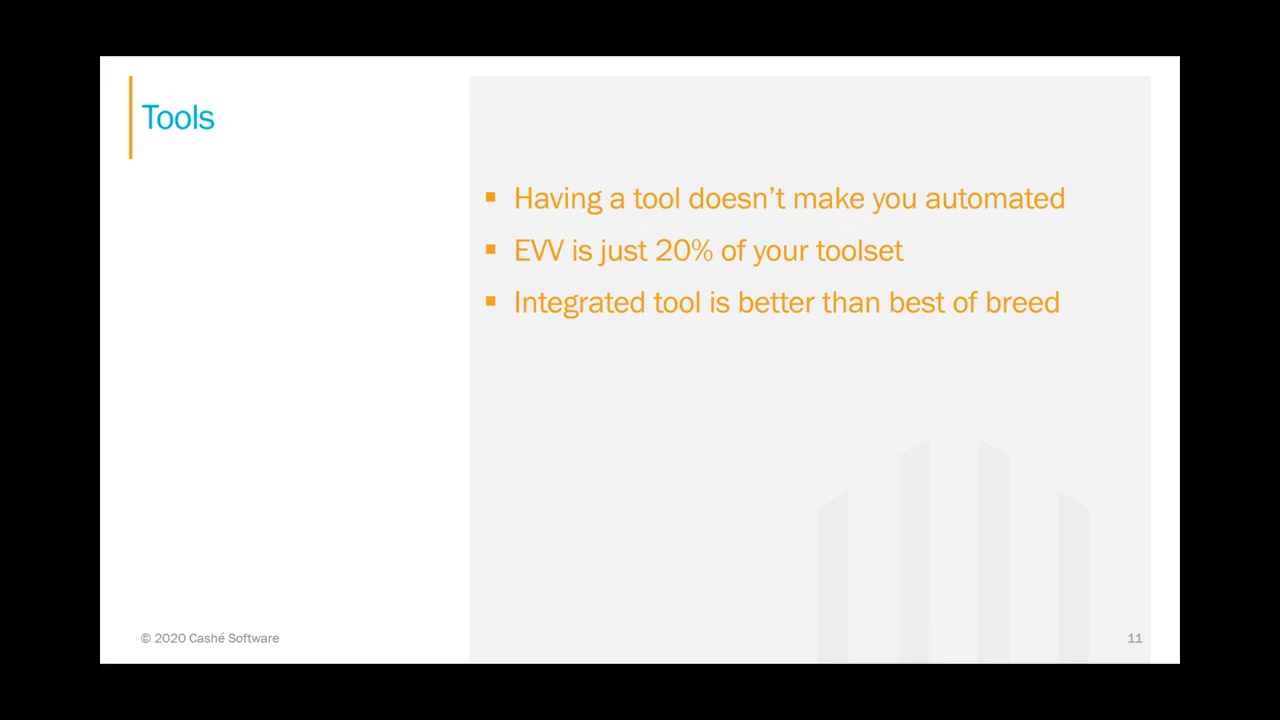 Tools
▪ Having a tool doesn’t make you automated
▪ EVV is just 20% of your toolset
▪ Integrated tool is better than best of breed
© 2020 Cashé Software
11